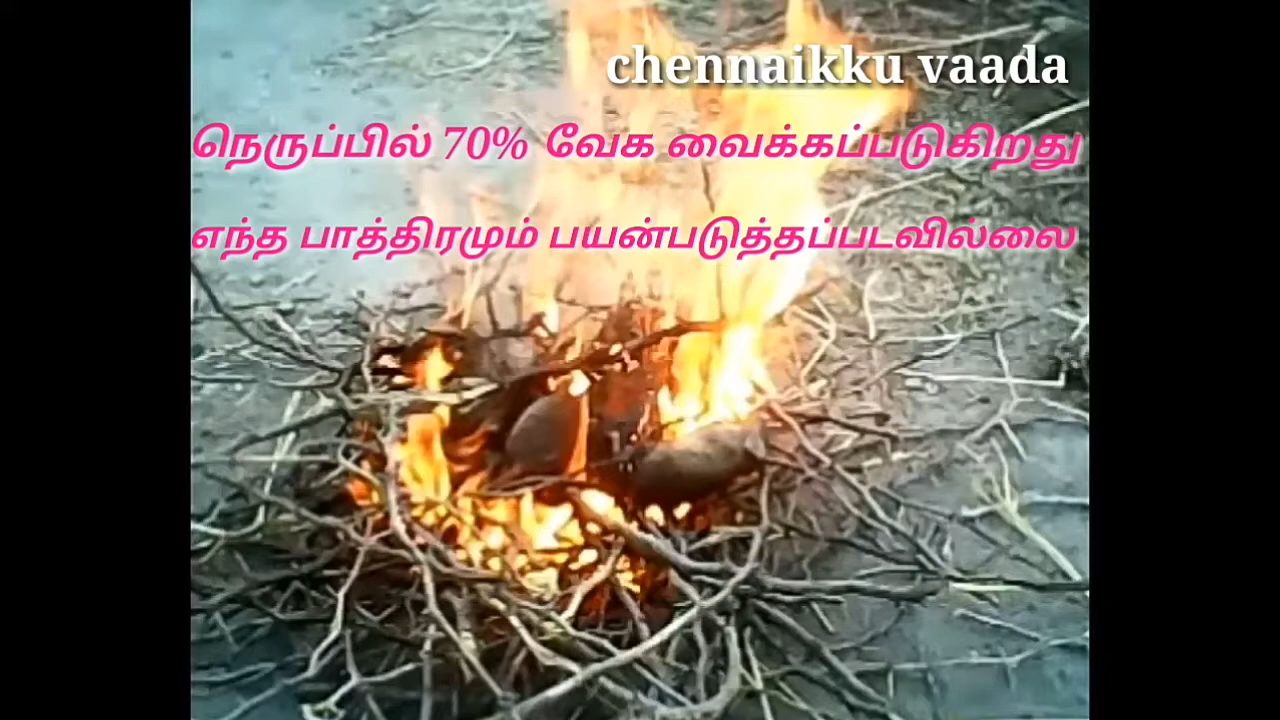 chennaikku vaada
நெருப்பில் 70% வேக வைக்கப்படுகிறது
எந்த பாத்திரமும் பயன்படுத்தப்படவில்லை